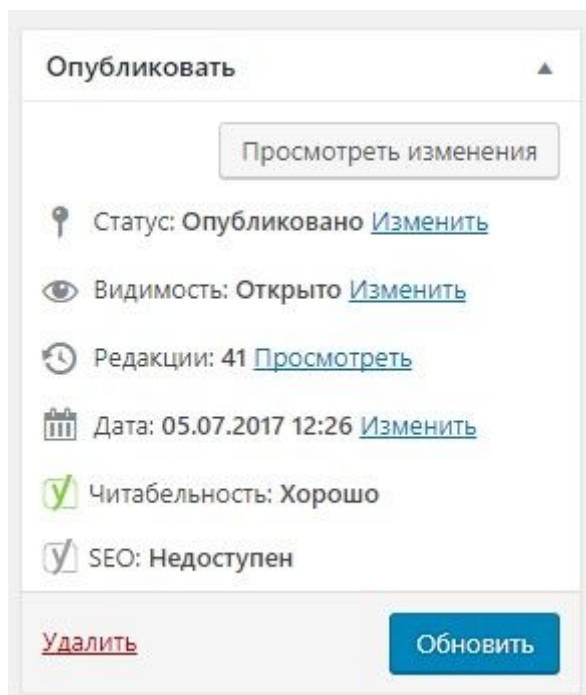 Опубликовать
Просмотреть изменения
Статус: Опубликовано Изменить
Видимость: Открыто Изменить
Редакции: 41 Просмотреть
Дата: 05.07.2017 12:26 Изменить
Читабельность: Хорошо
SEO: Недоступен
Удалить
Обновить